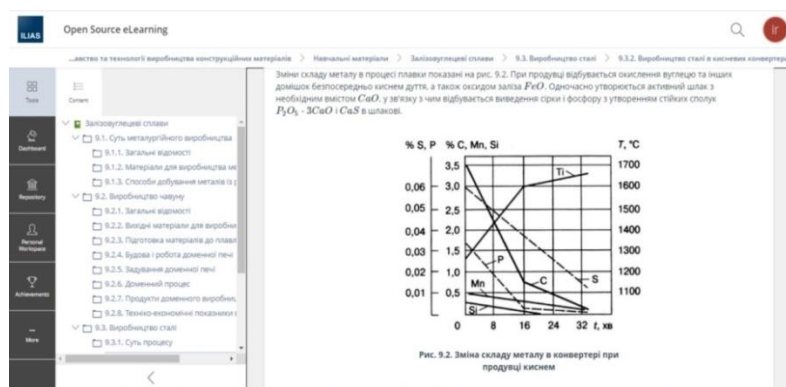 ILIAS
Open Source eLearning
ir
...авство та технології виробництва конструкційних матеріалів > Навчальні матеріали > Залізовуглецеві сплави > 9.3. Виробництво сталі > 9.3.2. Виробництво сталі в кисневих конвертера
Tools
Content
Dashboard
Repository
Personal
Workspace
Achievements
More
Залізовуглецеві сплави
9.1. Суть металургійного виробництва
9.1.1. Загальні відомості
9.1.2. Матеріали для виробництва ме
9.1.3. Способи добування металів із р
9.2. Виробництво чавуну
9.2.1. Загальні відомості
9.2.2. Вихідні матеріали для виробни
9.2.3. Підготовка матеріалів до плавл
9.2.4. Будова і робота доменної печі
9.2.5. Задування доменної печі
9.2.6. Доменний процес
9.2.7. Продукти доменного виробниц
9.2.8. Техніко-економічні показники
9.3. Виробництво сталі
9.3.1. Суть процесу
Зміни складу металу в процесі плавки показані на рис. 9.2. При продувці відбувається окислення вуглецю та інших
домішок безпосередньо киснем дуття, а також оксидом заліза FeO. Одночасно утворюється активний шлак з
необхідним вмістом CaO, у зв'язку з чим відбувається виведення сірки і фосфору з утворенням стійких сполук
P₂O₅ · 3CaO і CaS в шлакові.
% S, P % C, Mn, Si T, °C
3,5 1700
0,06 3,0 1600
0,05 2,5 1500
0,04 2,0 1400
0,03 1,5 1300
0,02 1,0 1200
0,01 0,5 1100
Ti
P
S
C
Mn
Si
0 8 16 24 32 t, хв
Рис. 9.2. Зміна складу металу в конвертері при
продувці киснем